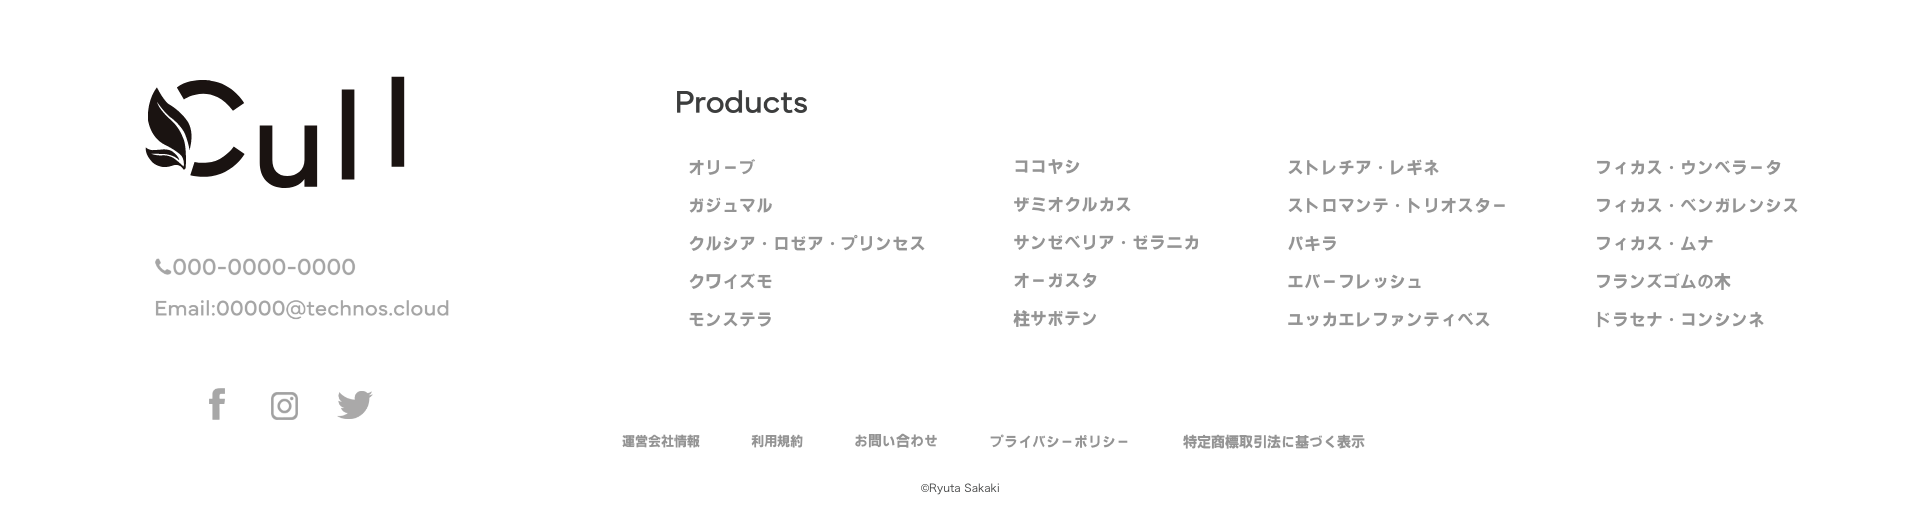 Cull
000-0000-0000
Email:00000@technos.cloud
Products
オリーブ
ガジュマル
クルシア・ロゼア・プリンセス
クワイズモ
モンステラ
ココヤシ
ザミオクルカス
サンゼベリア・ゼラニカ
オーガスタ
柱サボテン
ストレチア・レギネ
ストロマンテ・トリオスター
パキラ
エバーフレッシュ
ユッカエレファンティペス
フィカス・ウンベラータ
フィカス・ベンガレンシス
フィカス・ムナ
フランズゴムの木
ドラセナ・コンシンネ
運営会社情報
利用規約
お問い合わせ
プライバシーポリシー
特定商標取引法に基づく表示
©Ryuta Sakaki